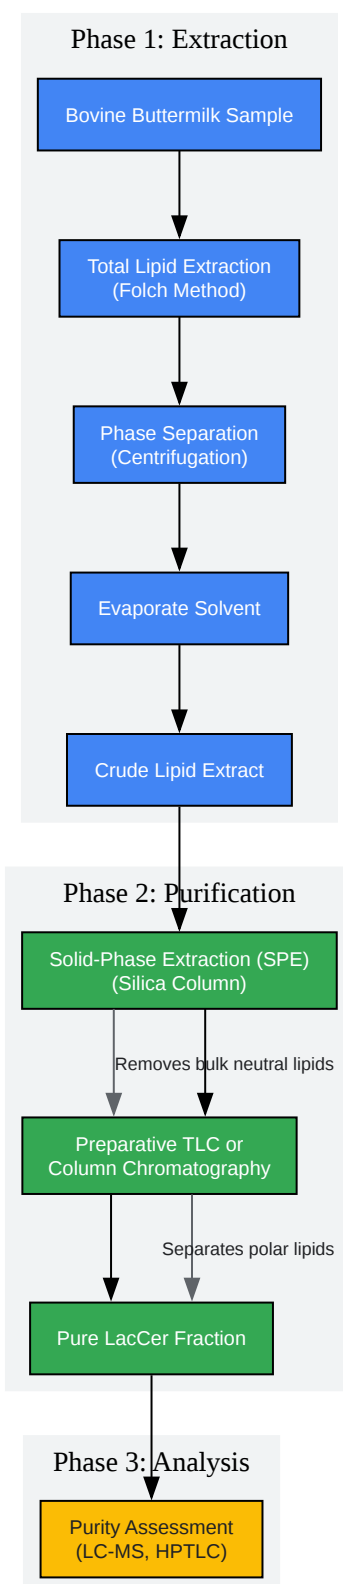 Phase 1: Extraction
Bovine Buttermilk Sample
Total Lipid Extraction
(Folch Method)
Phase Separation
(Centrifugation)
Evaporate Solvent
Crude Lipid Extract
Phase 2: Purification
Solid-Phase Extraction (SPE)
(Silica Column)
Removes bulk neutral lipids
Preparative TLC or
Column Chromatography
Separates polar lipids
Pure LacCer Fraction
Phase 3: Analysis
Purity Assessment
(LC-MS, HPTLC)